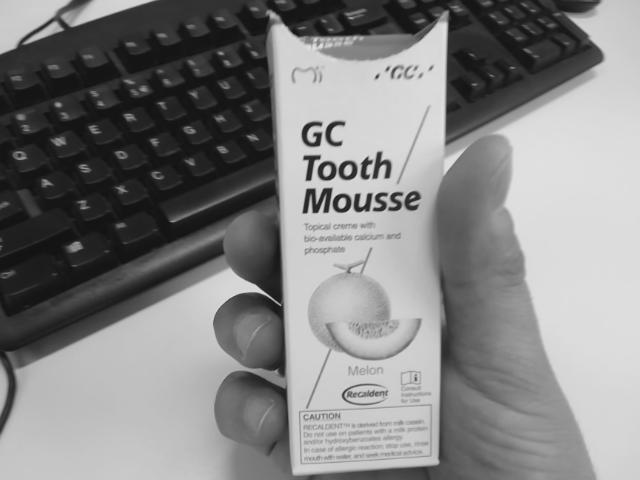 GC
GC
Tooth
Mousse
Topical creme with
bio-available calcium and
phosphate
Melon
Recaldent
Consult
Instructions
for Use
CAUTION
RECALDENT™ is derived from milk casein.
Do not use on patients with a milk protein
and/or hydroxybenzoates allergy.
In case of allergic reaction, stop use, rinse
mouth with water, and seek medical advice.
Q W E R T Y U
A S D F G H J
Z X C V B N